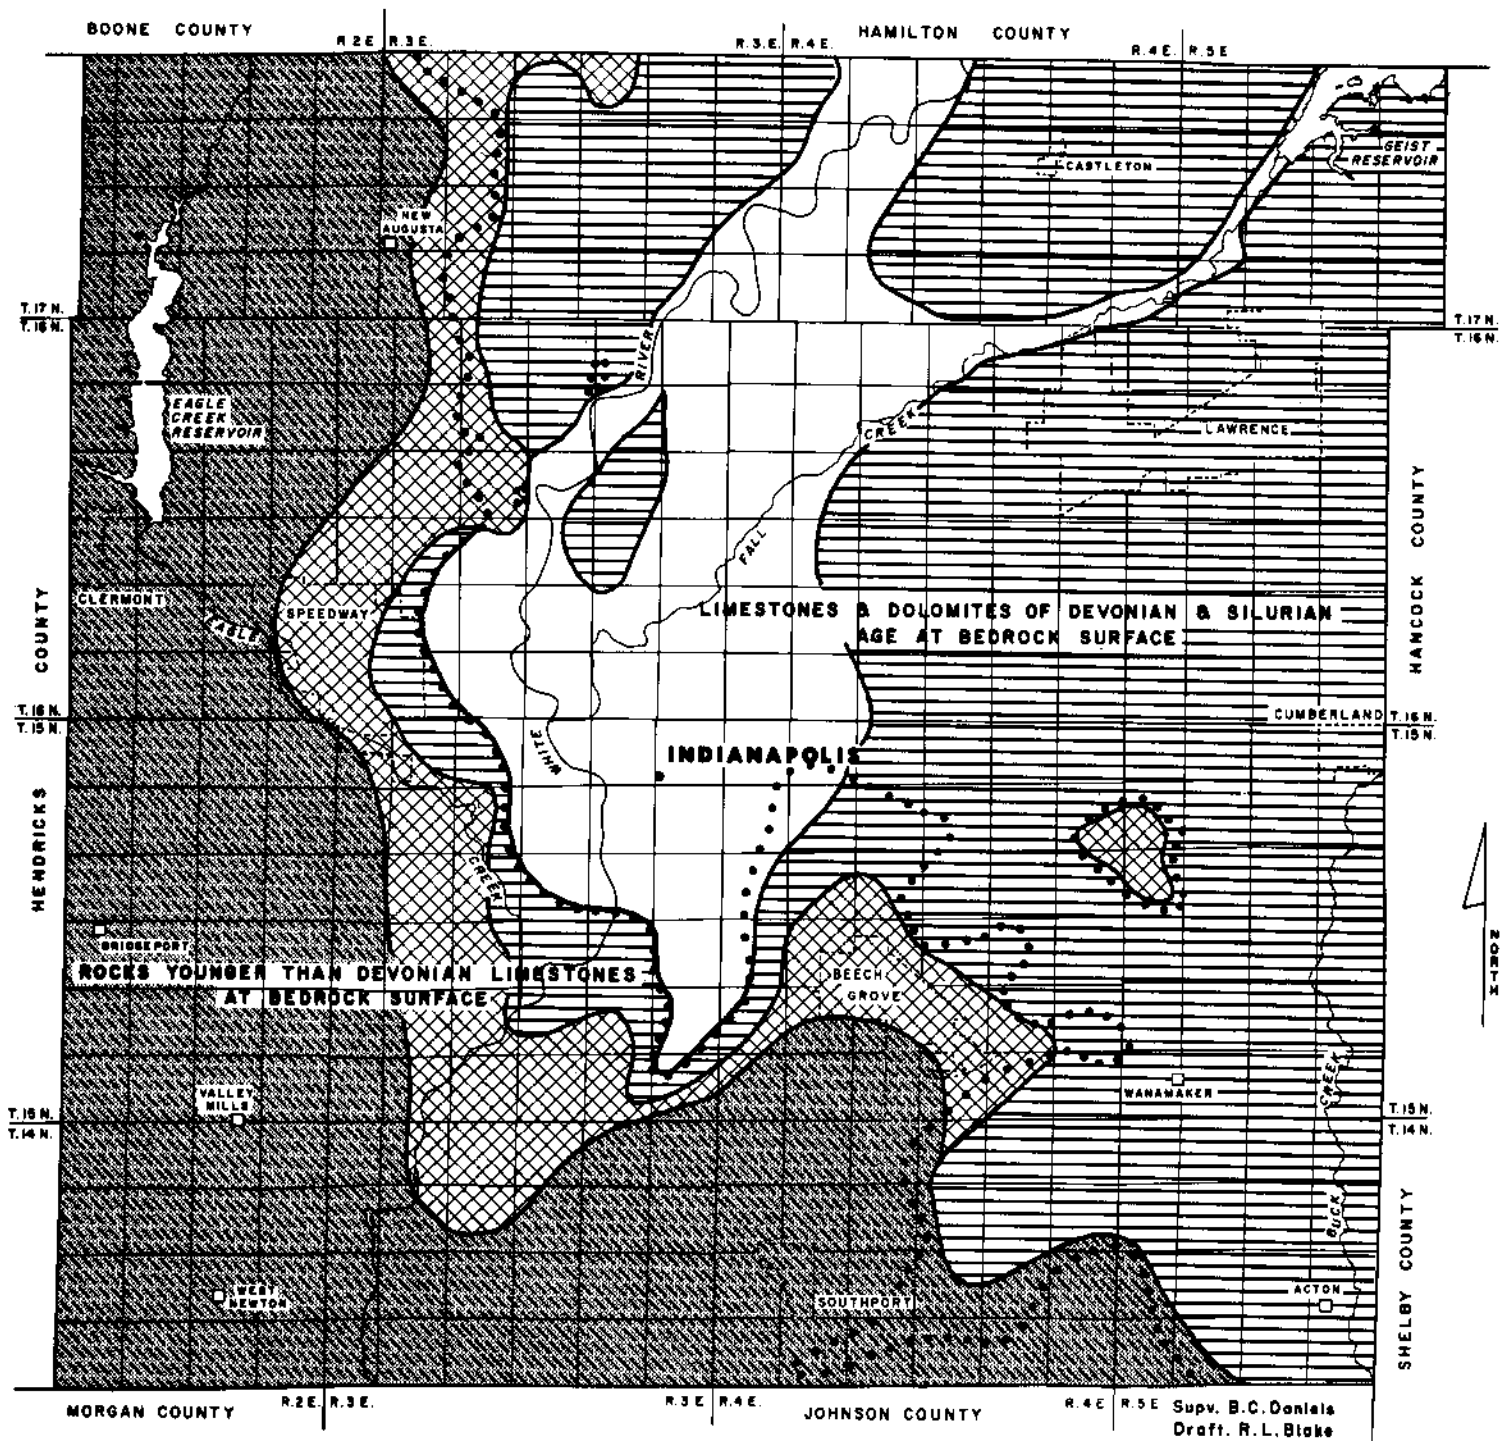 BOONE COUNTY
R.2E. R.3E.
R.3.E. R.4E.
HAMILTON COUNTY
R.4E. R.5E
GEIST
RESERVOIR
CASTLETON
NEW
AUGUSTA
T.17 N.
T.16 N.
T.17 N.
T.16 N.
RIVER
EAGLE
CREEK
RESERVOIR
CREEK
LAWRENCE
FALL
HANCOCK COUNTY
CLERMONT
SPEEDWAY
EAGLE
LIMESTONES & DOLOMITES OF DEVONIAN & SILURIAN
AGE AT BEDROCK SURFACE
COUNTY
T.16 N.
T.15 N.
CUMBERLAND
T.16 N.
T.15 N.
WHITE
INDIANAPOLIS
HENDRICKS
CREEK
BRIDGEPORT
ROCKS YOUNGER THAN DEVONIAN LIMESTONES
AT BEDROCK SURFACE
BEECH
GROVE
NORTH
VALLEY
MILLS
WANAMAKER
CREEK
T.15 N.
T.14 N.
T.15 N.
T.14 N.
BUCK
SHELBY COUNTY
WEST
NEWTON
SOUTHPORT
ACTON
MORGAN COUNTY
R.2E. R.3E.
R.3 E. R.4E.
JOHNSON COUNTY
R.4 E R.5E
Supv. B.C. Daniels
Draft. R.L. Blake